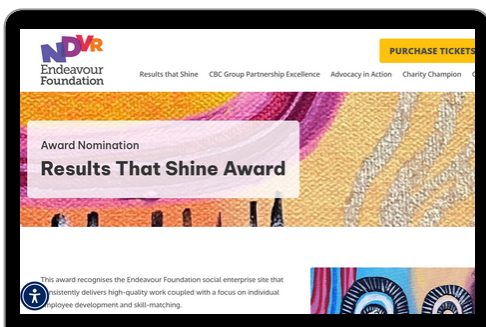 NDVR
Endeavour
Foundation
PURCHASE TICKETS
Results that Shine CBC Group Partnership Excellence Advocacy in Action Charity Champion
Award Nomination
Results That Shine Award
This award recognises the Endeavour Foundation social enterprise site that
consistently delivers high-quality work coupled with a focus on individual
employee development and skill-matching.